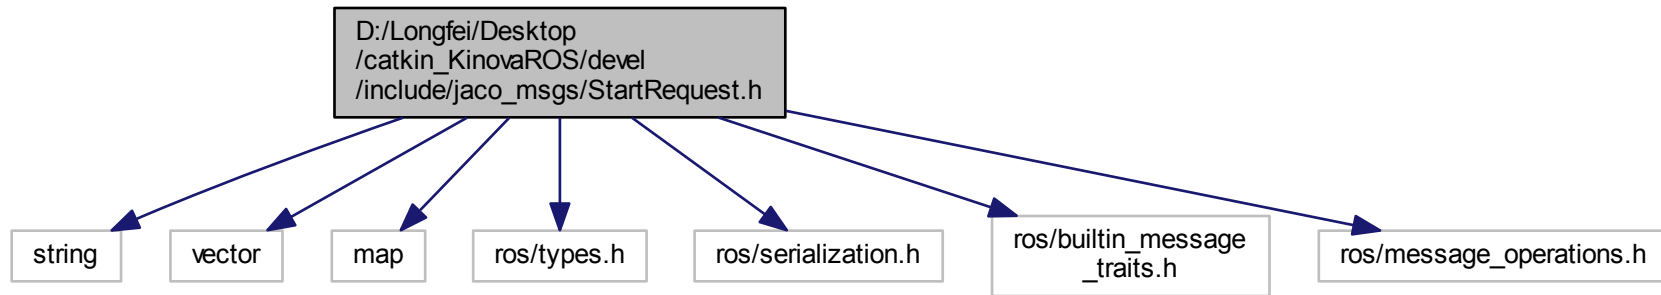 D:/Longfei/Desktop
/catkin_KinovaROS/devel
/include/jaco_msgs/StartRequest.h
string
vector
map
ros/types.h
ros/serialization.h
ros/builtin_message
_traits.h
ros/message_operations.h